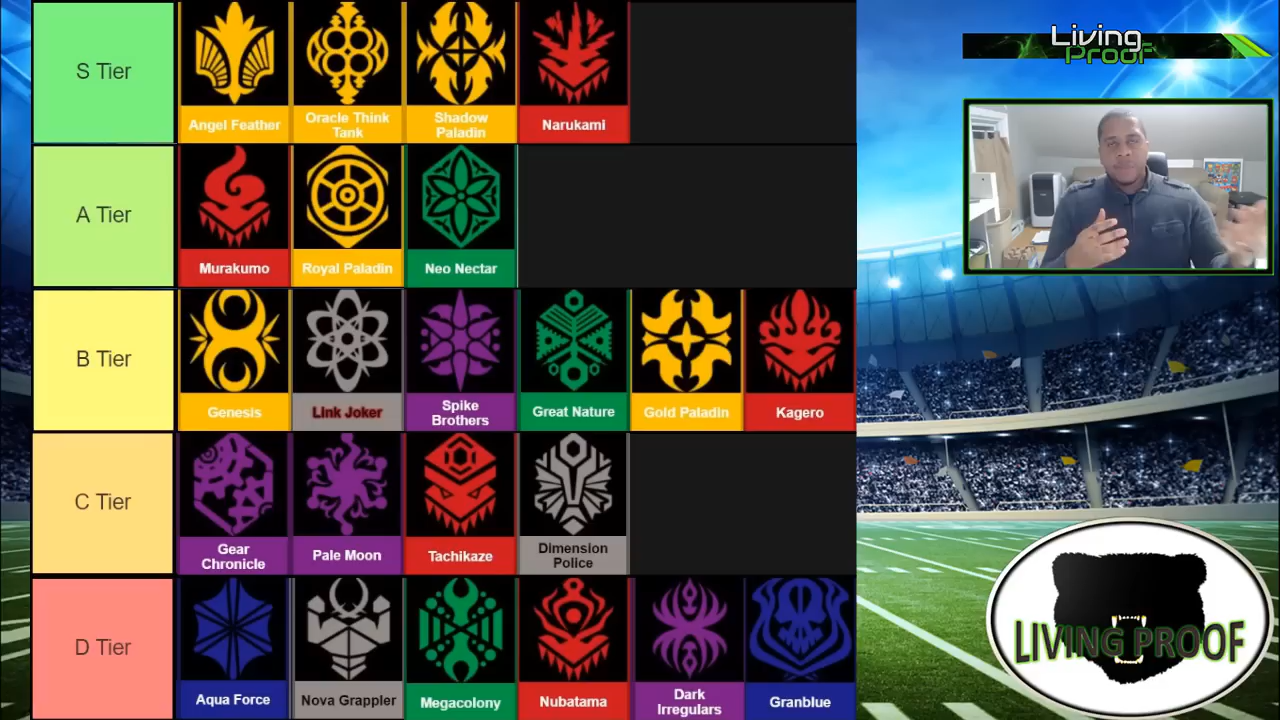 S Tier
Angel Feather
Oracle Think
Tank
Shadow
Paladin
Narukami
A Tier
Murakumo
Royal Paladin
Neo Nectar
B Tier
Genesis
Link Joker
Spike
Brothers
Great Nature
Gold Paladin
Kagero
C Tier
Gear
Chronicle
Pale Moon
Tachikaze
Dimension
Police
D Tier
Aqua Force
Nova Grappler
Megacolony
Nubatama
Dark
Irregulars
Granblue
Living
Proof
LIVING PROOF